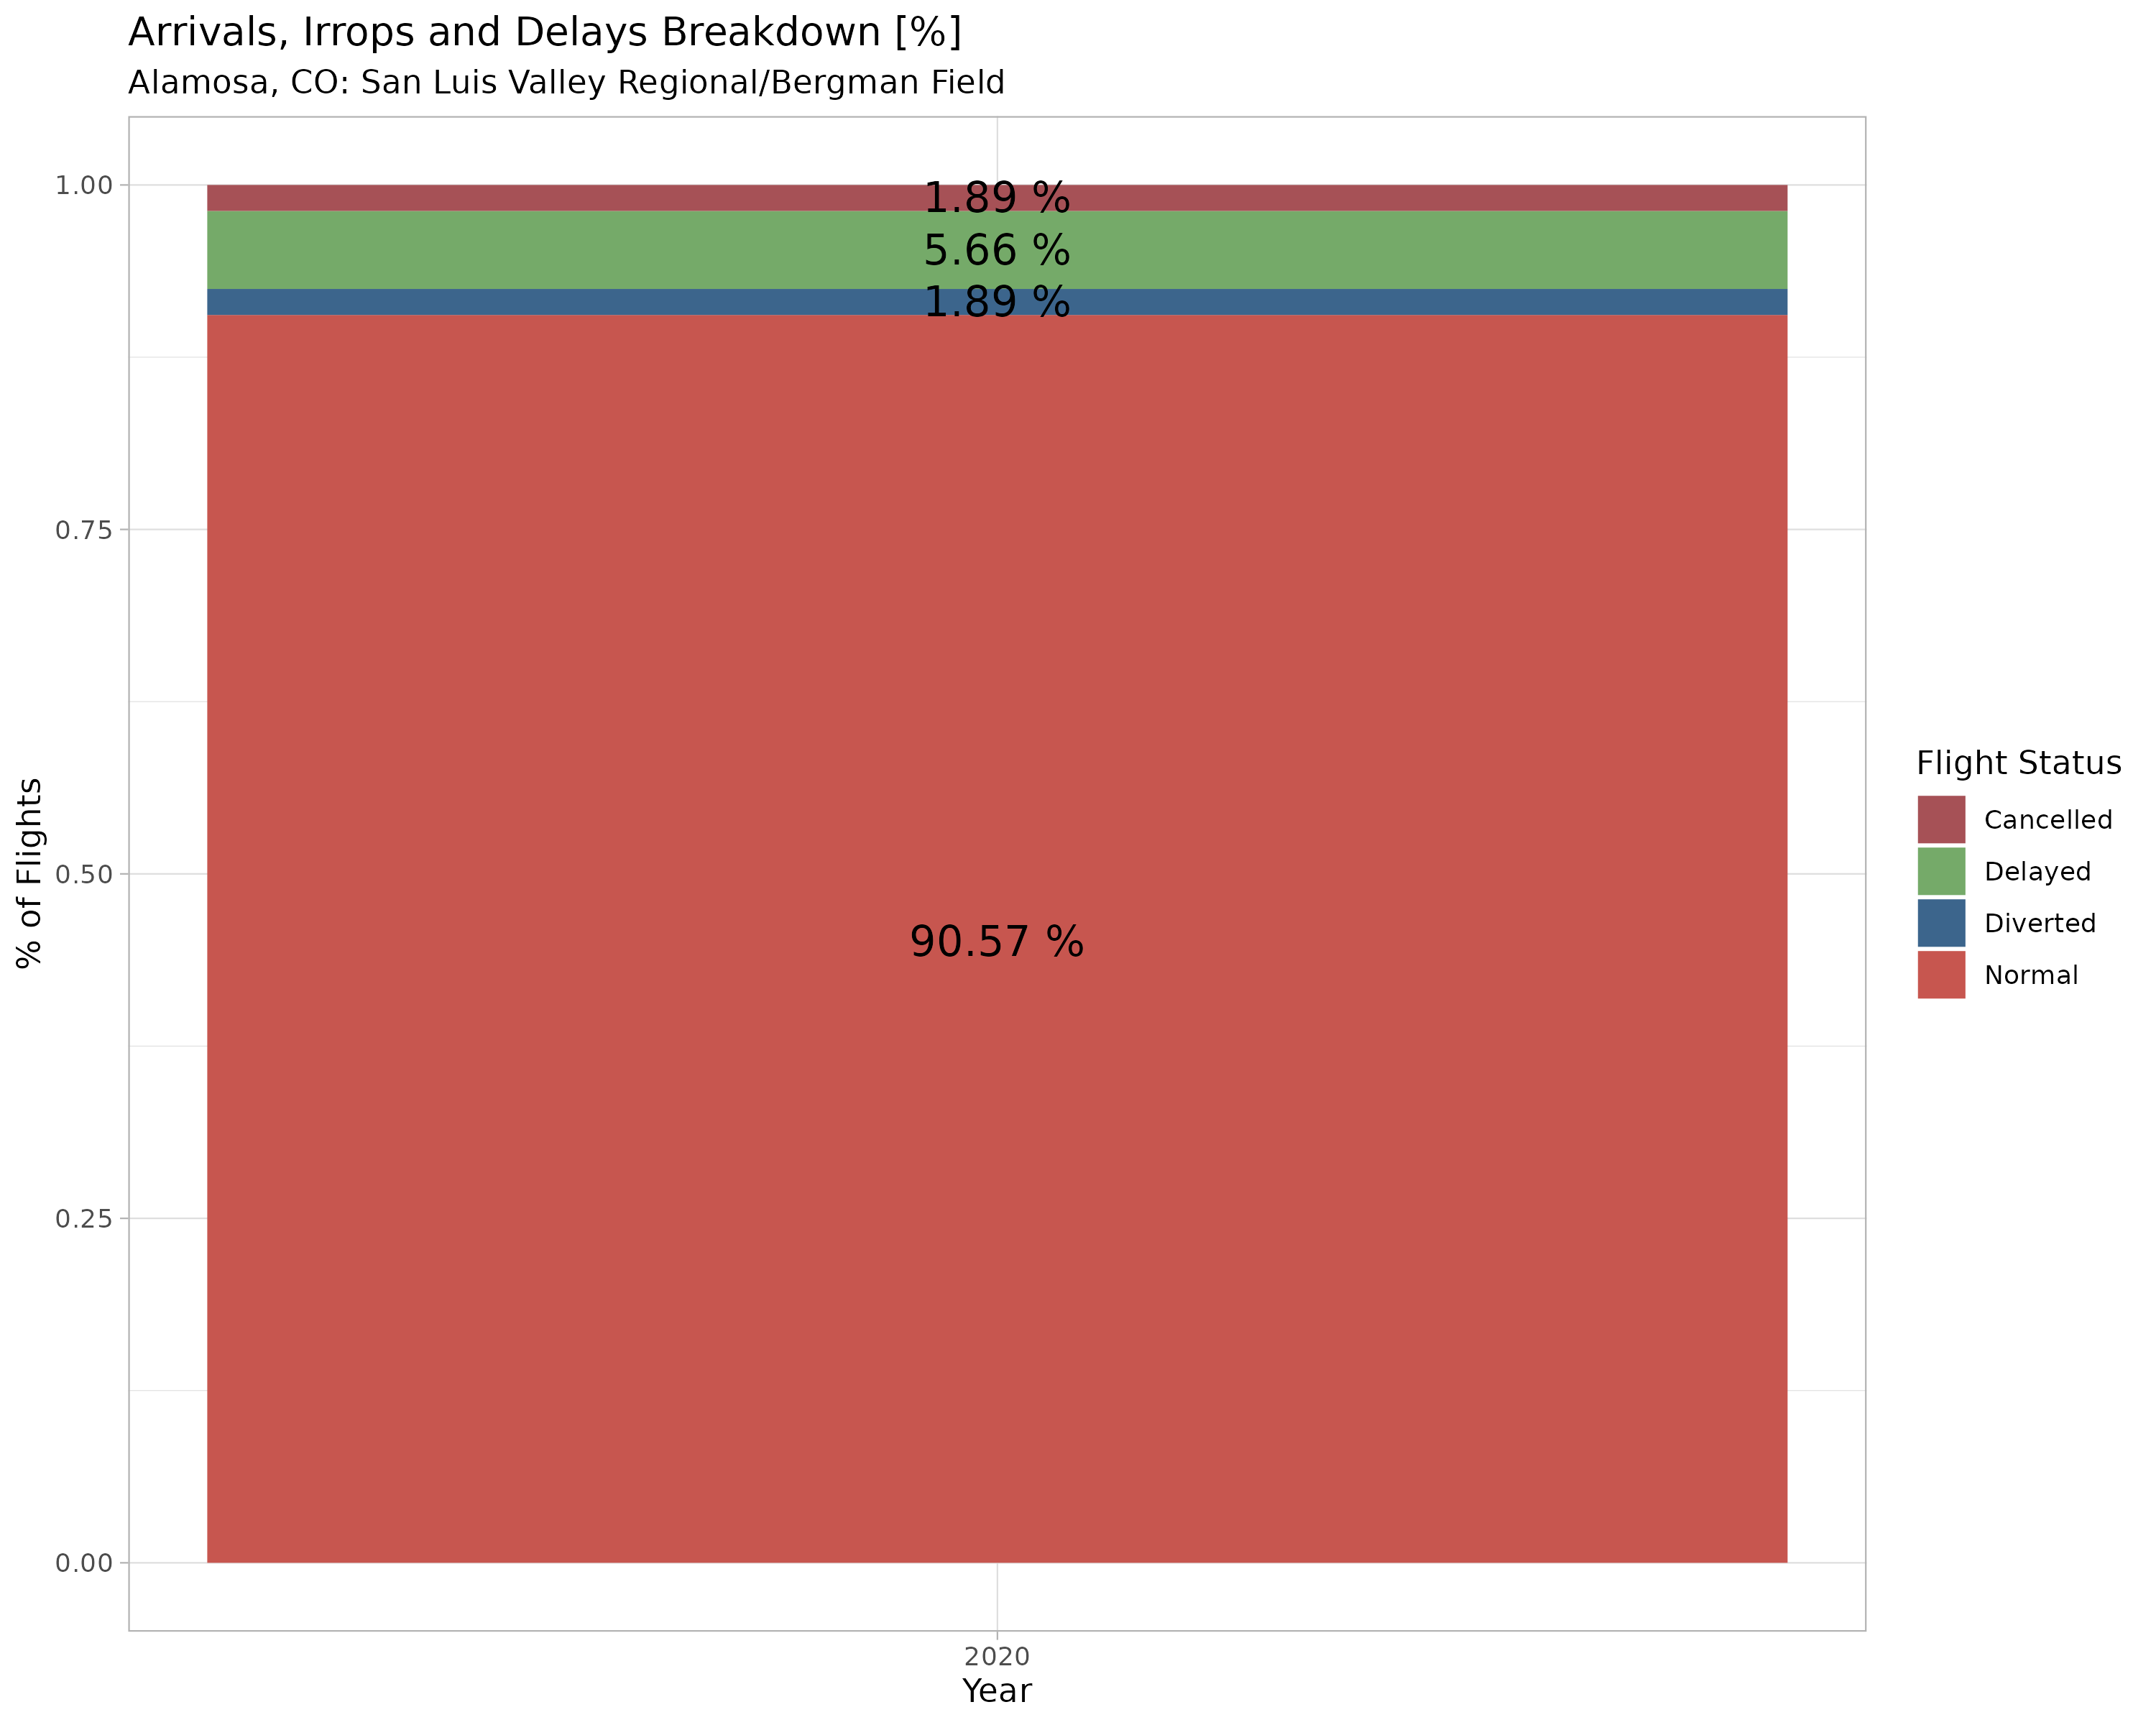 Arrivals, Irrops and Delays Breakdown [%]
Alamosa, CO: San Luis Valley Regional/Bergman Field
% of Flights
1.00
0.75
0.50
0.25
0.00
1.89 %
5.66 %
1.89 %
90.57 %
2020
Year
Flight Status
Cancelled
Delayed
Diverted
Normal